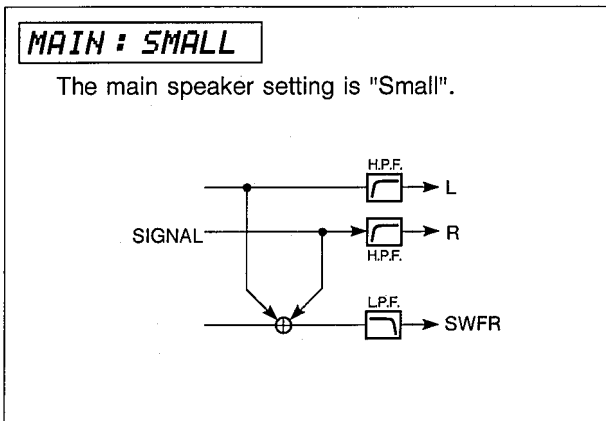 MAIN : SMALL
The main speaker setting is "Small".
H.P.F.
L
SIGNAL
R
H.P.F.
L.P.F.
SWFR